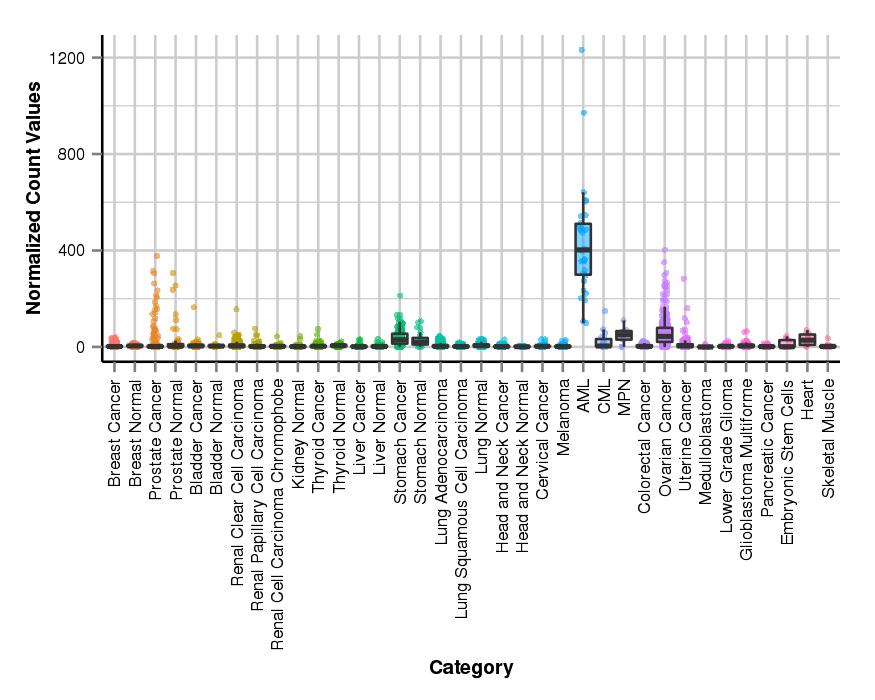 Normalized Count Values
1200
800
400
0
Breast Cancer
Breast Normal
Prostate Cancer
Prostate Normal
Bladder Cancer
Bladder Normal
Renal Clear Cell Carcinoma
Renal Papillary Cell Carcinoma
Renal Cell Carcinoma Chromophobe
Kidney Normal
Thyroid Cancer
Thyroid Normal
Liver Cancer
Liver Normal
Stomach Cancer
Stomach Normal
Lung Adenocarcinoma
Lung Squamous Cell Carcinoma
Lung Normal
Head and Neck Cancer
Head and Neck Normal
Cervical Cancer
Melanoma
AML
CML
MPN
Colorectal Cancer
Ovarian Cancer
Uterine Cancer
Medulloblastoma
Lower Grade Glioma
Glioblastoma Multiforme
Pancreatic Cancer
Embryonic Stem Cells
Heart
Skeletal Muscle
Category